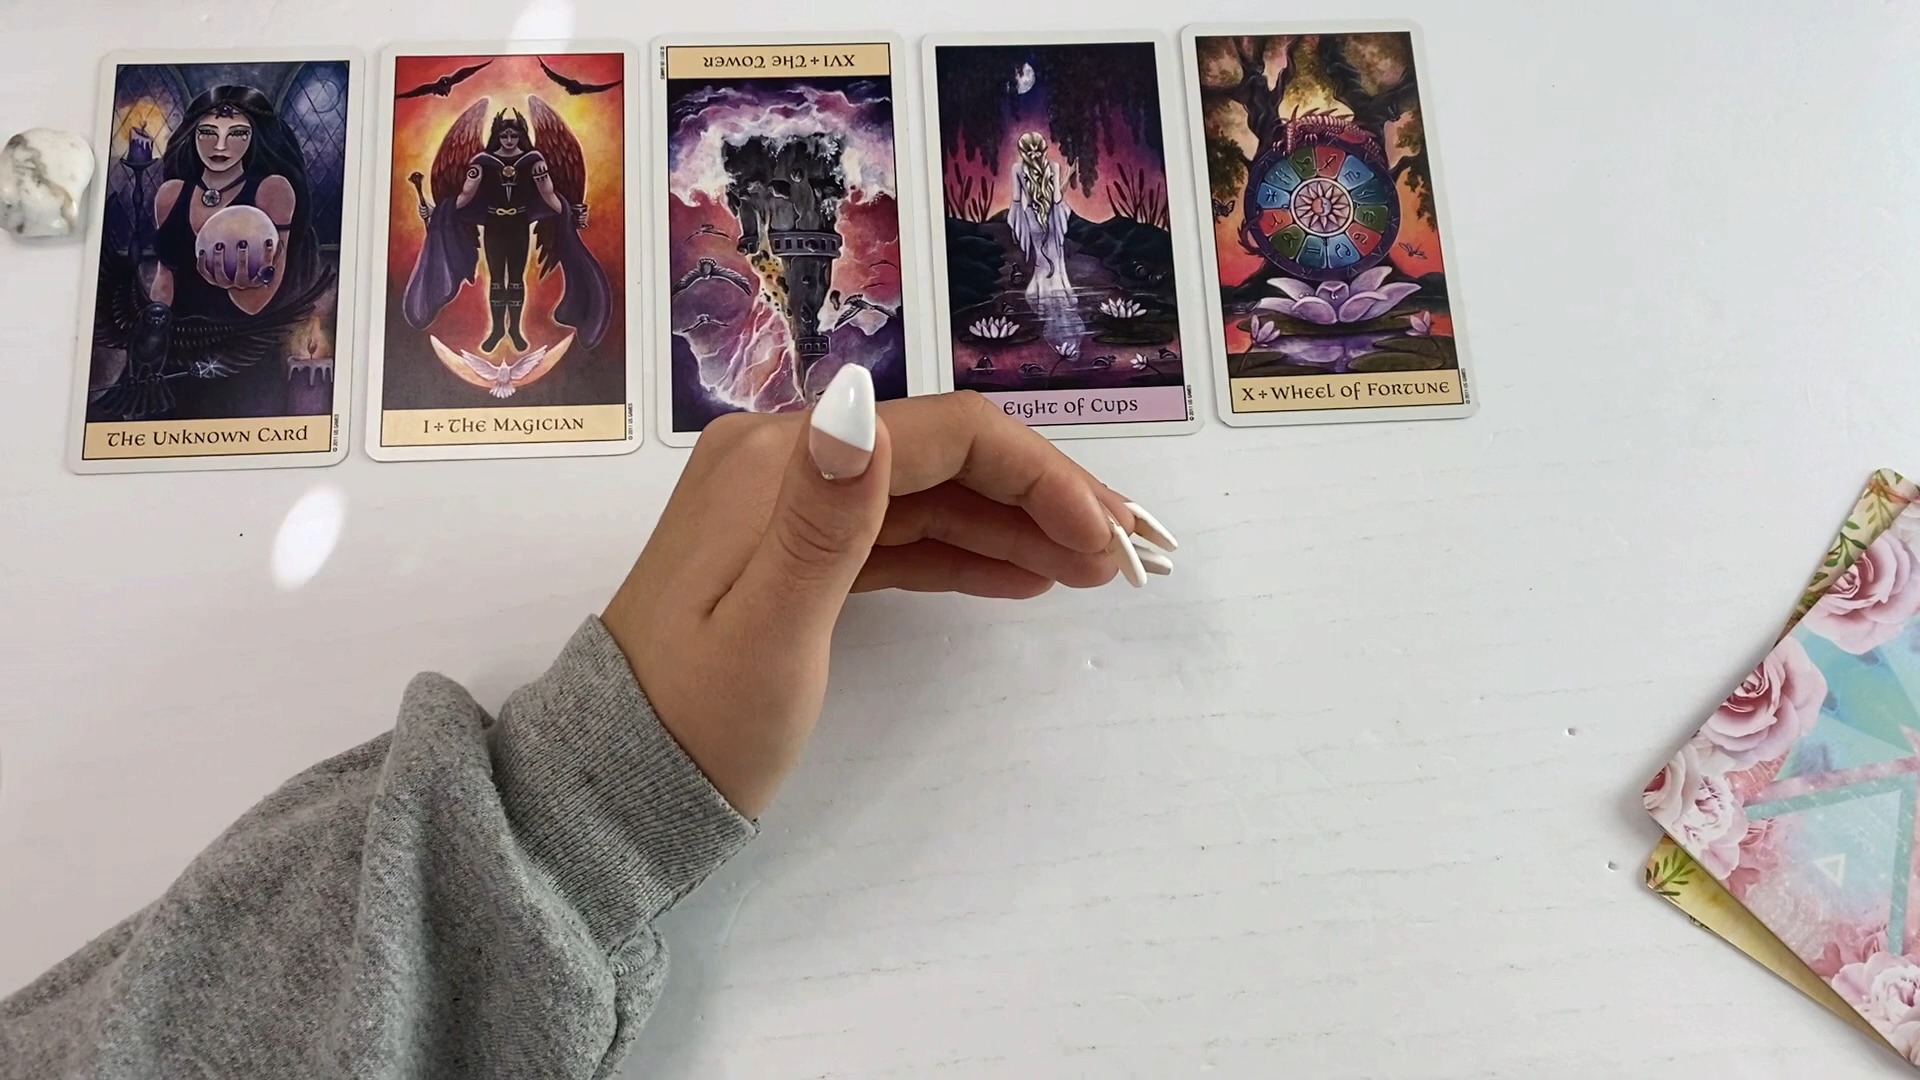 The Unknown Card
I + The Magician
XVI + The Tower
Eight of Cups
X + Wheel of Fortune